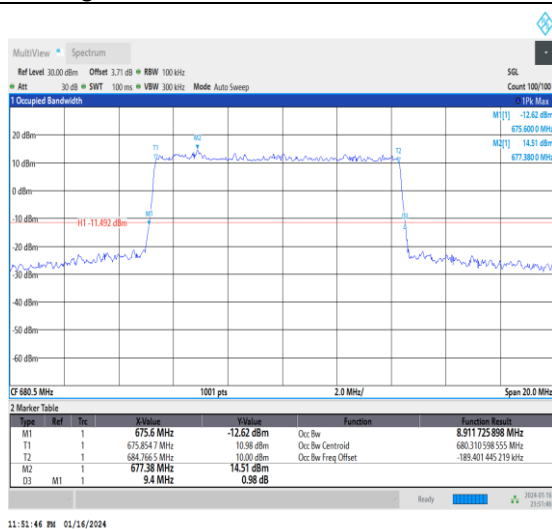 MultiView Spectrum
Ref Level 30.00 dBm Offset 3.71 dB RBW 100 kHz SGL
Att 30 dB SWT 100 ms VBW 300 kHz Mode Auto Sweep Count 100/100
1 Occupied Bandwidth 1Pk Max
M1[1] -12.62 dBm
675.600 0 MHz
M2[1] 14.51 dBm
677.380 0 MHz
20 dBm
T1 M2 T2
10 dBm
0 dBm
-10 dBm M1
H1 -11.492 dBm
-20 dBm
-30 dBm
-40 dBm
-50 dBm
-60 dBm
CF 680.5 MHz 1001 pts 2.0 MHz/ Span 20.0 MHz
2 Marker Table
Type Ref Trc X-Value Y-Value Function Function Result
M1 1 675.6 MHz -12.62 dBm Occ Bw 8.911 725 898 MHz
T1 1 675.854 7 MHz 10.98 dBm Occ Bw Centroid 680.310 598 555 MHz
T2 1 684.766 5 MHz 10.00 dBm Occ Bw Freq Offset -189.401 445 219 kHz
M2 1 677.38 MHz 14.51 dBm
D3 M1 1 9.4 MHz 0.98 dB
Ready 2024-01-16
23:51:46
11:51:46 PM 01/16/2024